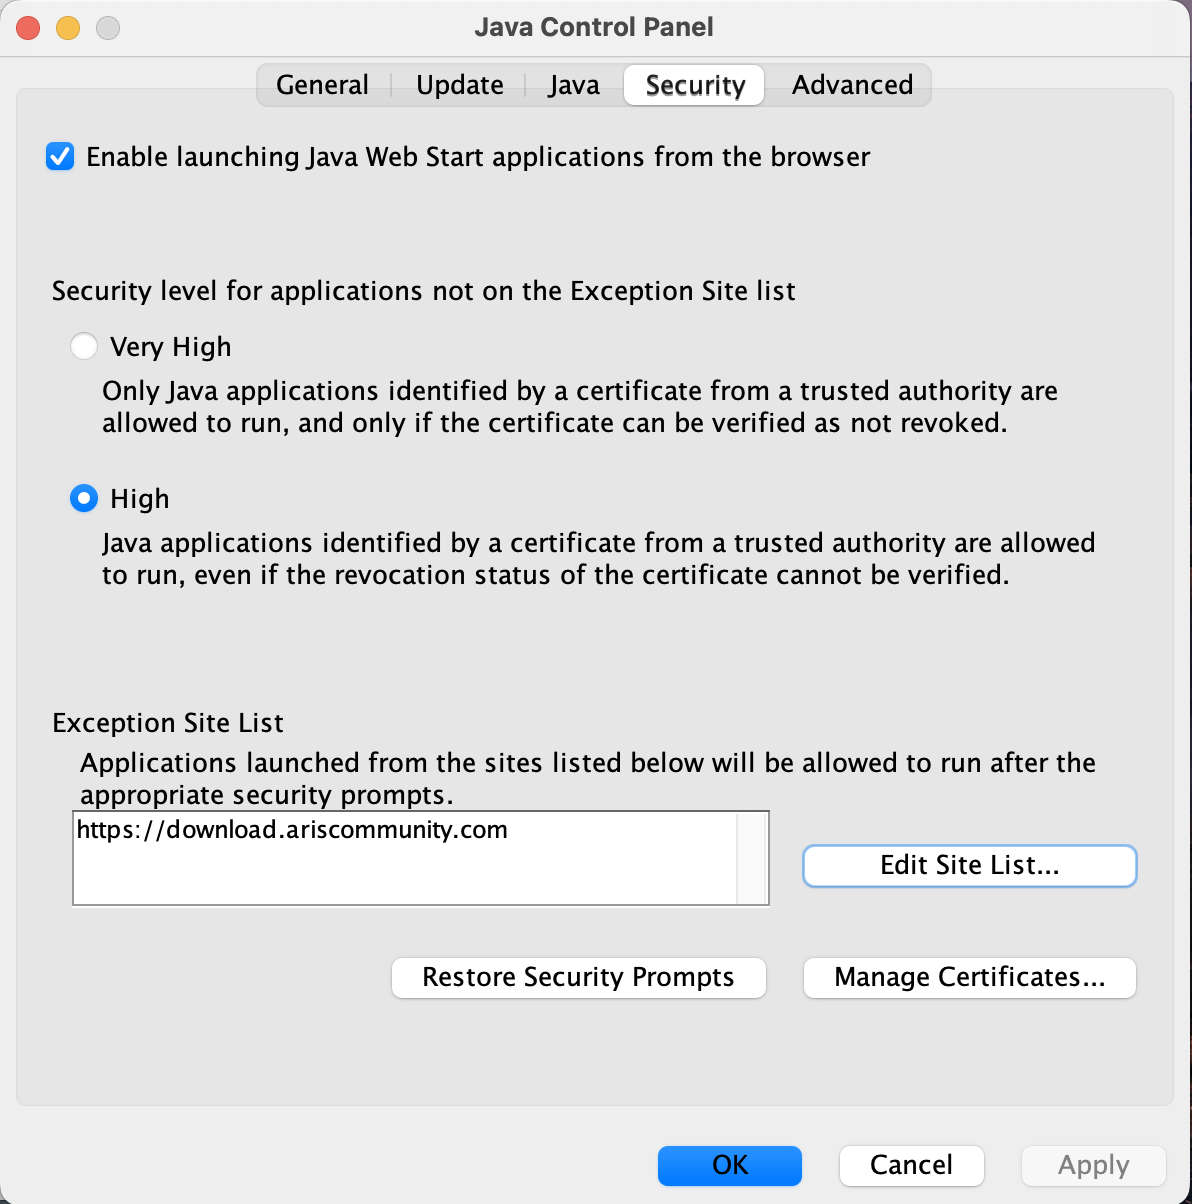 Java Control Panel
General
Update
Java
Security
Advanced
Enable launching Java Web Start applications from the browser
Security level for applications not on the Exception Site list
Very High
Only Java applications identified by a certificate from a trusted authority are
allowed to run, and only if the certificate can be verified as not revoked.
High
Java applications identified by a certificate from a trusted authority are allowed
to run, even if the revocation status of the certificate cannot be verified.
Exception Site List
Applications launched from the sites listed below will be allowed to run after the
appropriate security prompts.
https://download.ariscommunity.com
Edit Site List...
Restore Security Prompts
Manage Certificates...
OK
Cancel
Apply